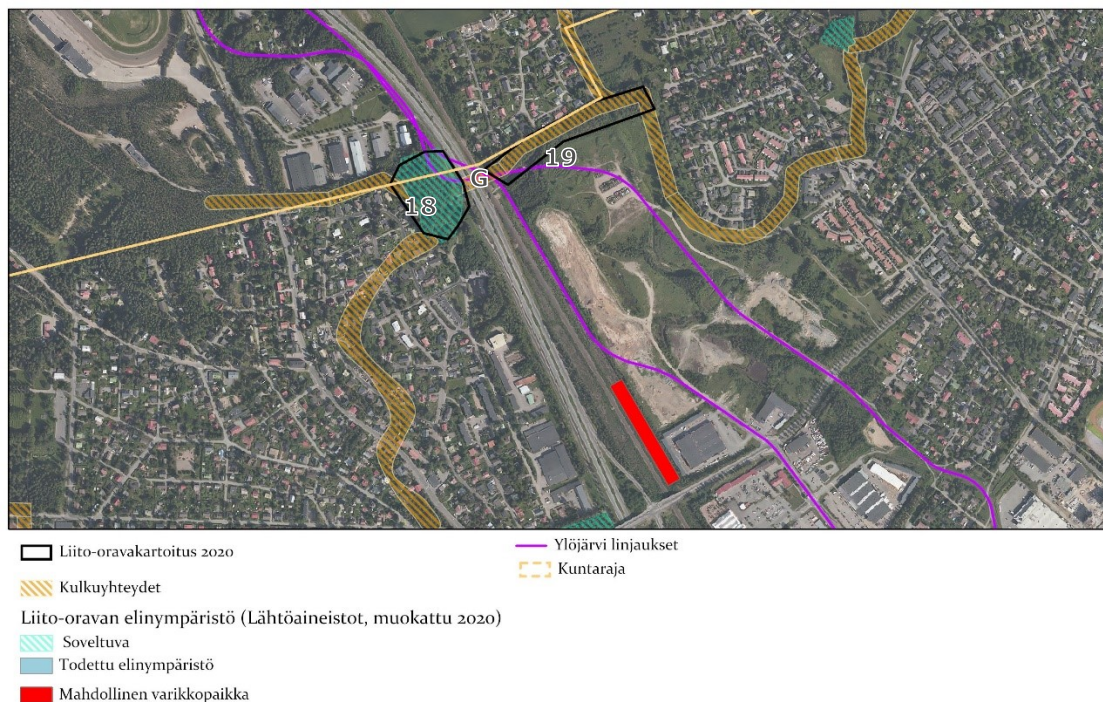 18
G
19
Liito-oravakartoitus 2020
Kulkuyhteydet
Liito-oravan elinympäristö (Lähtöaineistot, muokattu 2020)
Soveltuva
Todettu elinympäristö
Mahdollinen varikkopaikka
Ylöjärvi linjaukset
Kuntaraja